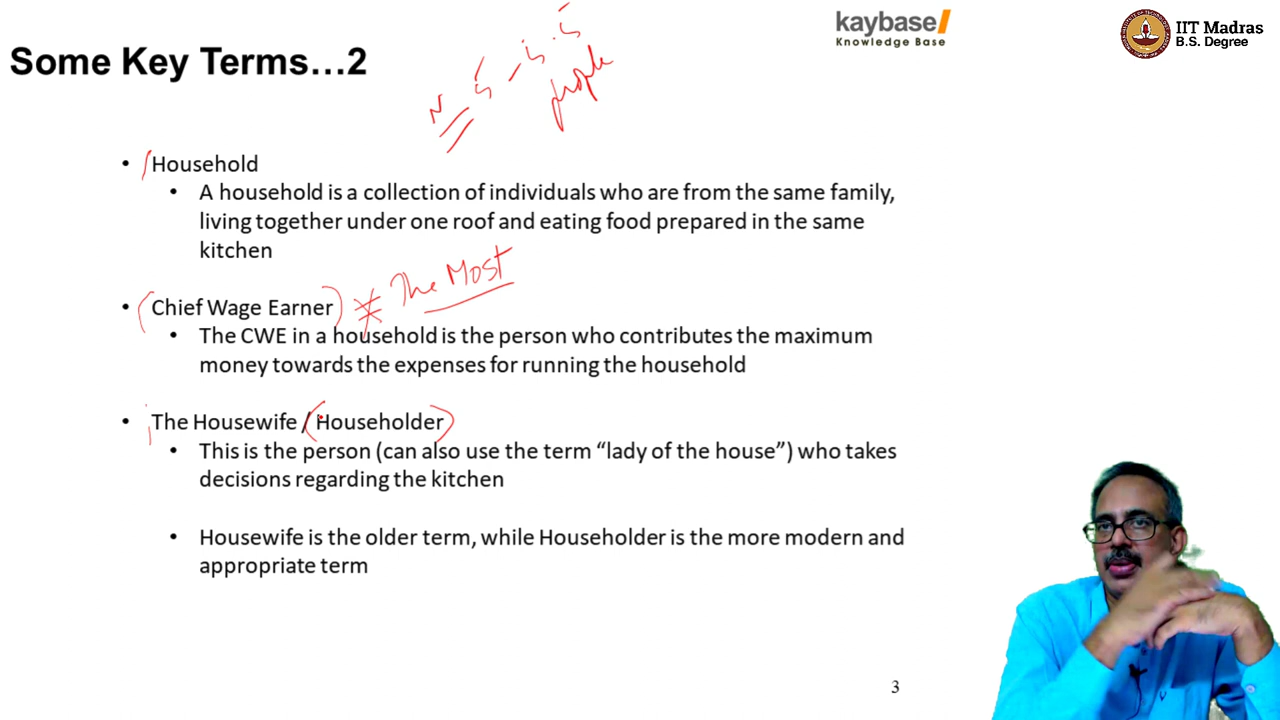 Some Key Terms…2
kaybase
Knowledge Base
IIT Madras
B.S. Degree
people
• Household
• A household is a collection of individuals who are from the same family,
living together under one roof and eating food prepared in the same
kitchen
The Most
• Chief Wage Earner
• The CWE in a household is the person who contributes the maximum
money towards the expenses for running the household
• The Housewife / Householder
• This is the person (can also use the term “lady of the house”) who takes
decisions regarding the kitchen
• Housewife is the older term, while Householder is the more modern and
appropriate term
3